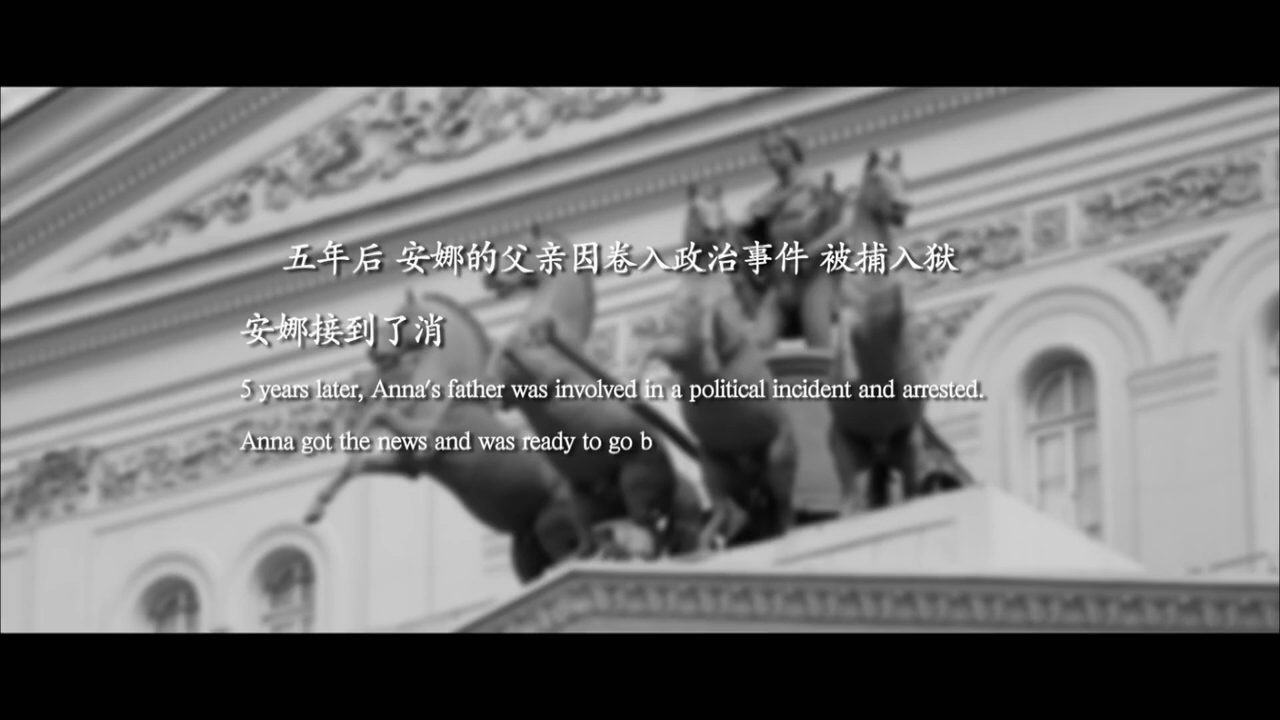 五年后 安娜的父亲因卷入政治事件 被捕入狱
安娜接到了消
5 years later, Anna's father was involved in a political incident and arrested.
Anna got the news and was ready to go b